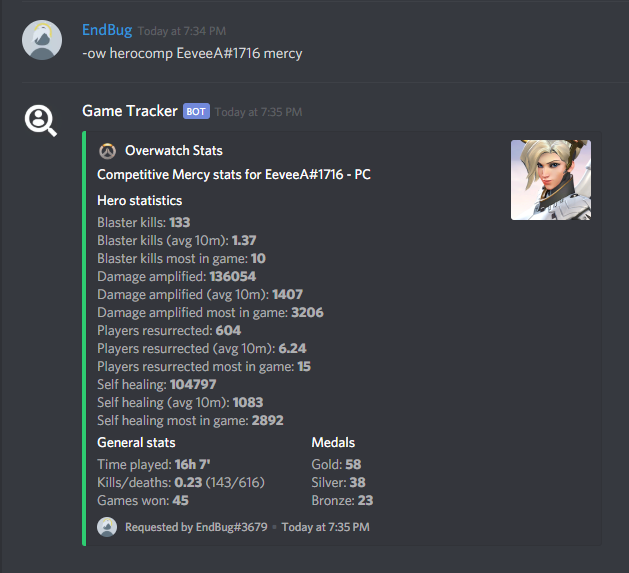 EndBug Today at 7:34 PM
-ow herocomp EeveeA#1716 mercy
Game Tracker BOT Today at 7:35 PM
Overwatch Stats
Competitive Mercy stats for EeveeA#1716 - PC
Hero statistics
Blaster kills: 133
Blaster kills (avg 10m): 1.37
Blaster kills most in game: 10
Damage amplified: 136054
Damage amplified (avg 10m): 1407
Damage amplified most in game: 3206
Players resurrected: 604
Players resurrected (avg 10m): 6.24
Players resurrected most in game: 15
Self healing: 104797
Self healing (avg 10m): 1083
Self healing most in game: 2892
General stats Medals
Time played: 16h 7' Gold: 58
Kills/deaths: 0.23 (143/616) Silver: 38
Games won: 45 Bronze: 23
Requested by EndBug#3679 • Today at 7:35 PM